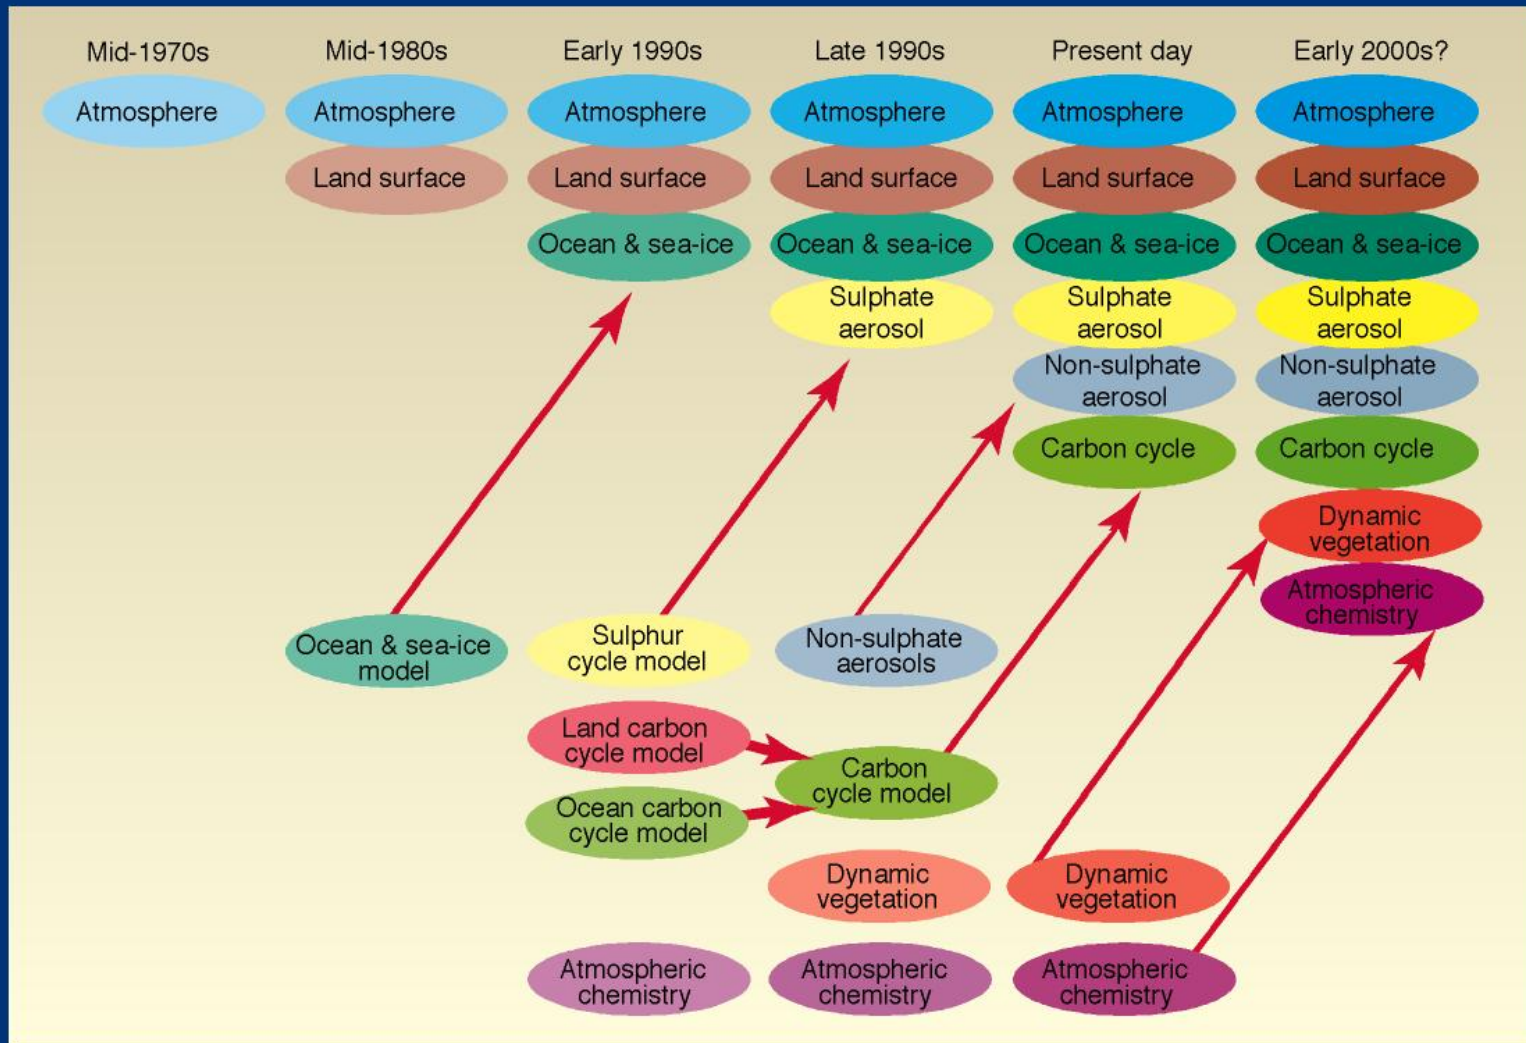 Mid-1970s Mid-1980s Early 1990s Late 1990s Present day Early 2000s?
Atmosphere Atmosphere Atmosphere Atmosphere Atmosphere Atmosphere
Land surface Land surface Land surface Land surface Land surface
Ocean & sea-ice Ocean & sea-ice Ocean & sea-ice Ocean & sea-ice
Sulphate Sulphate Sulphate
aerosol aerosol aerosol
Non-sulphate Non-sulphate
aerosol aerosol
Carbon cycle Carbon cycle
Dynamic
vegetation
Atmospheric
chemistry
Ocean & sea-ice Sulphur Non-sulphate
model cycle model aerosols
Land carbon
cycle model
Carbon
cycle model
Ocean carbon
cycle model
Dynamic Dynamic
vegetation vegetation
Atmospheric Atmospheric Atmospheric
chemistry chemistry chemistry